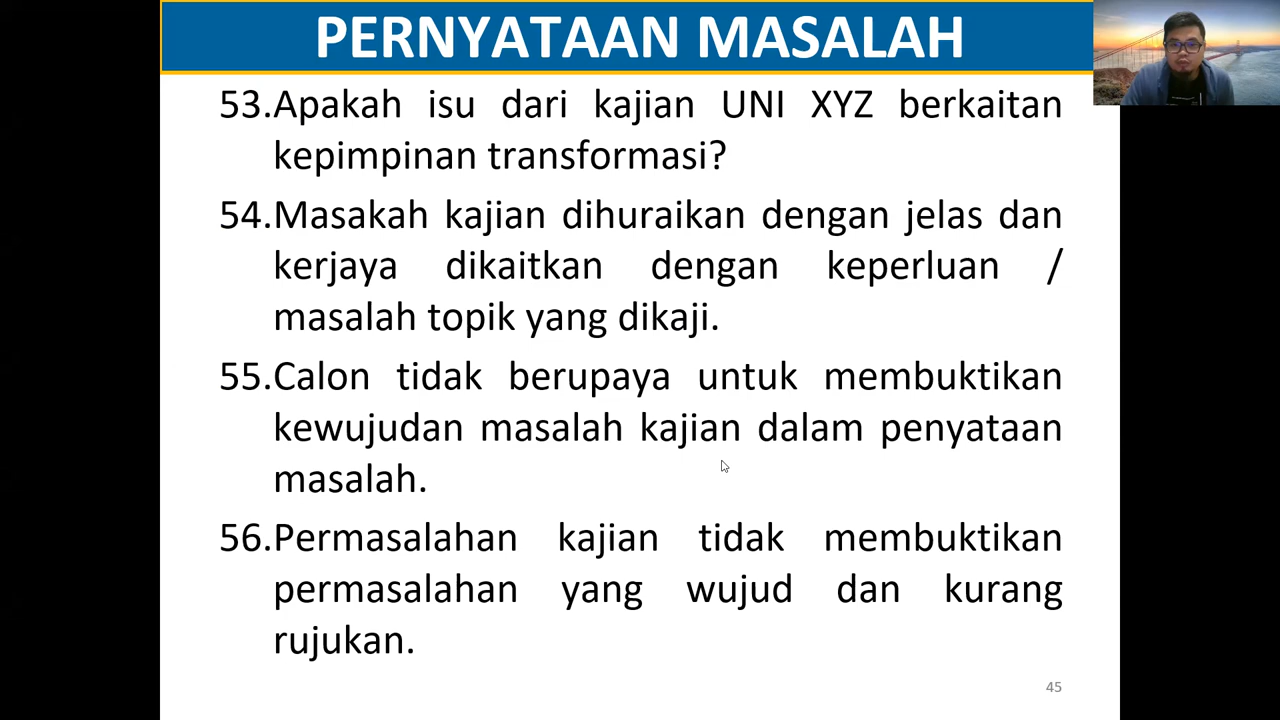 PERNYATAAN MASALAH
53.Apakah isu dari kajian UNI XYZ berkaitan
kepimpinan transformasi?
54.Masakah kajian dihuraikan dengan jelas dan
kerjaya dikaitkan dengan keperluan /
masalah topik yang dikaji.
55.Calon tidak berupaya untuk membuktikan
kewujudan masalah kajian dalam penyataan
masalah.
56.Permasalahan kajian tidak membuktikan
permasalahan yang wujud dan kurang
rujukan.
45